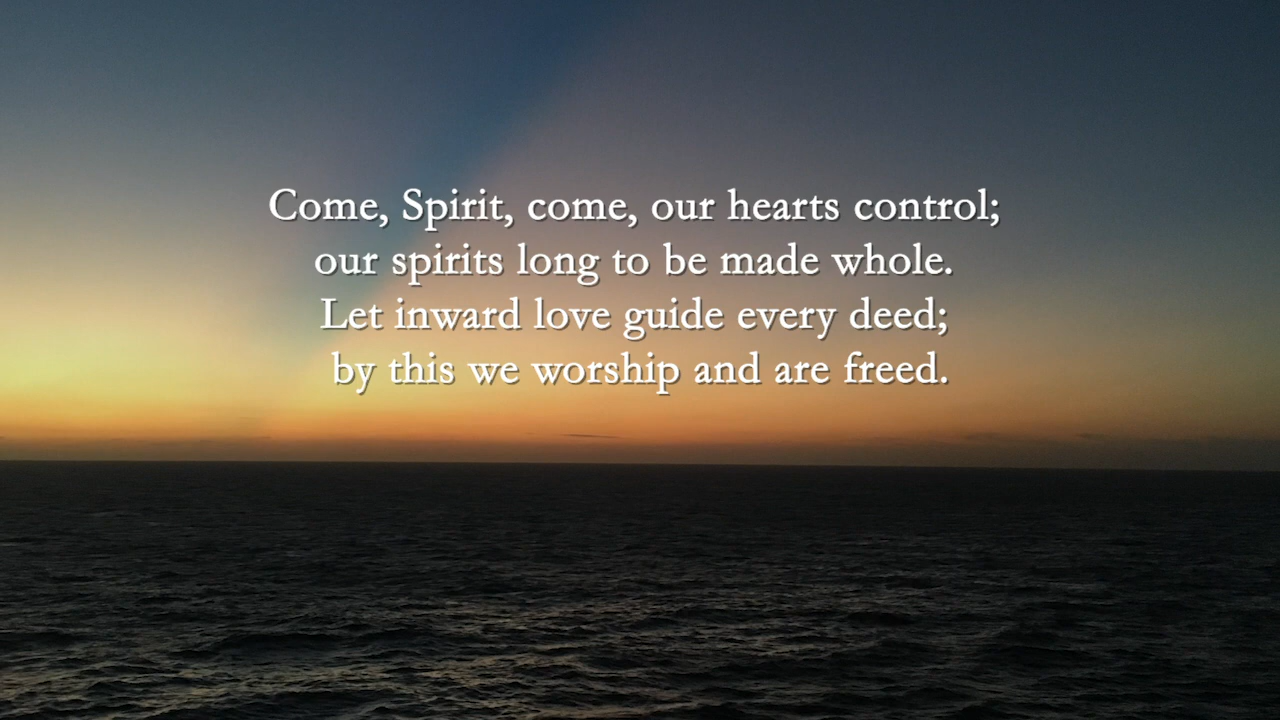 Come, Spirit, come, our hearts control;
our spirits long to be made whole.
Let inward love guide every deed;
by this we worship and are freed.